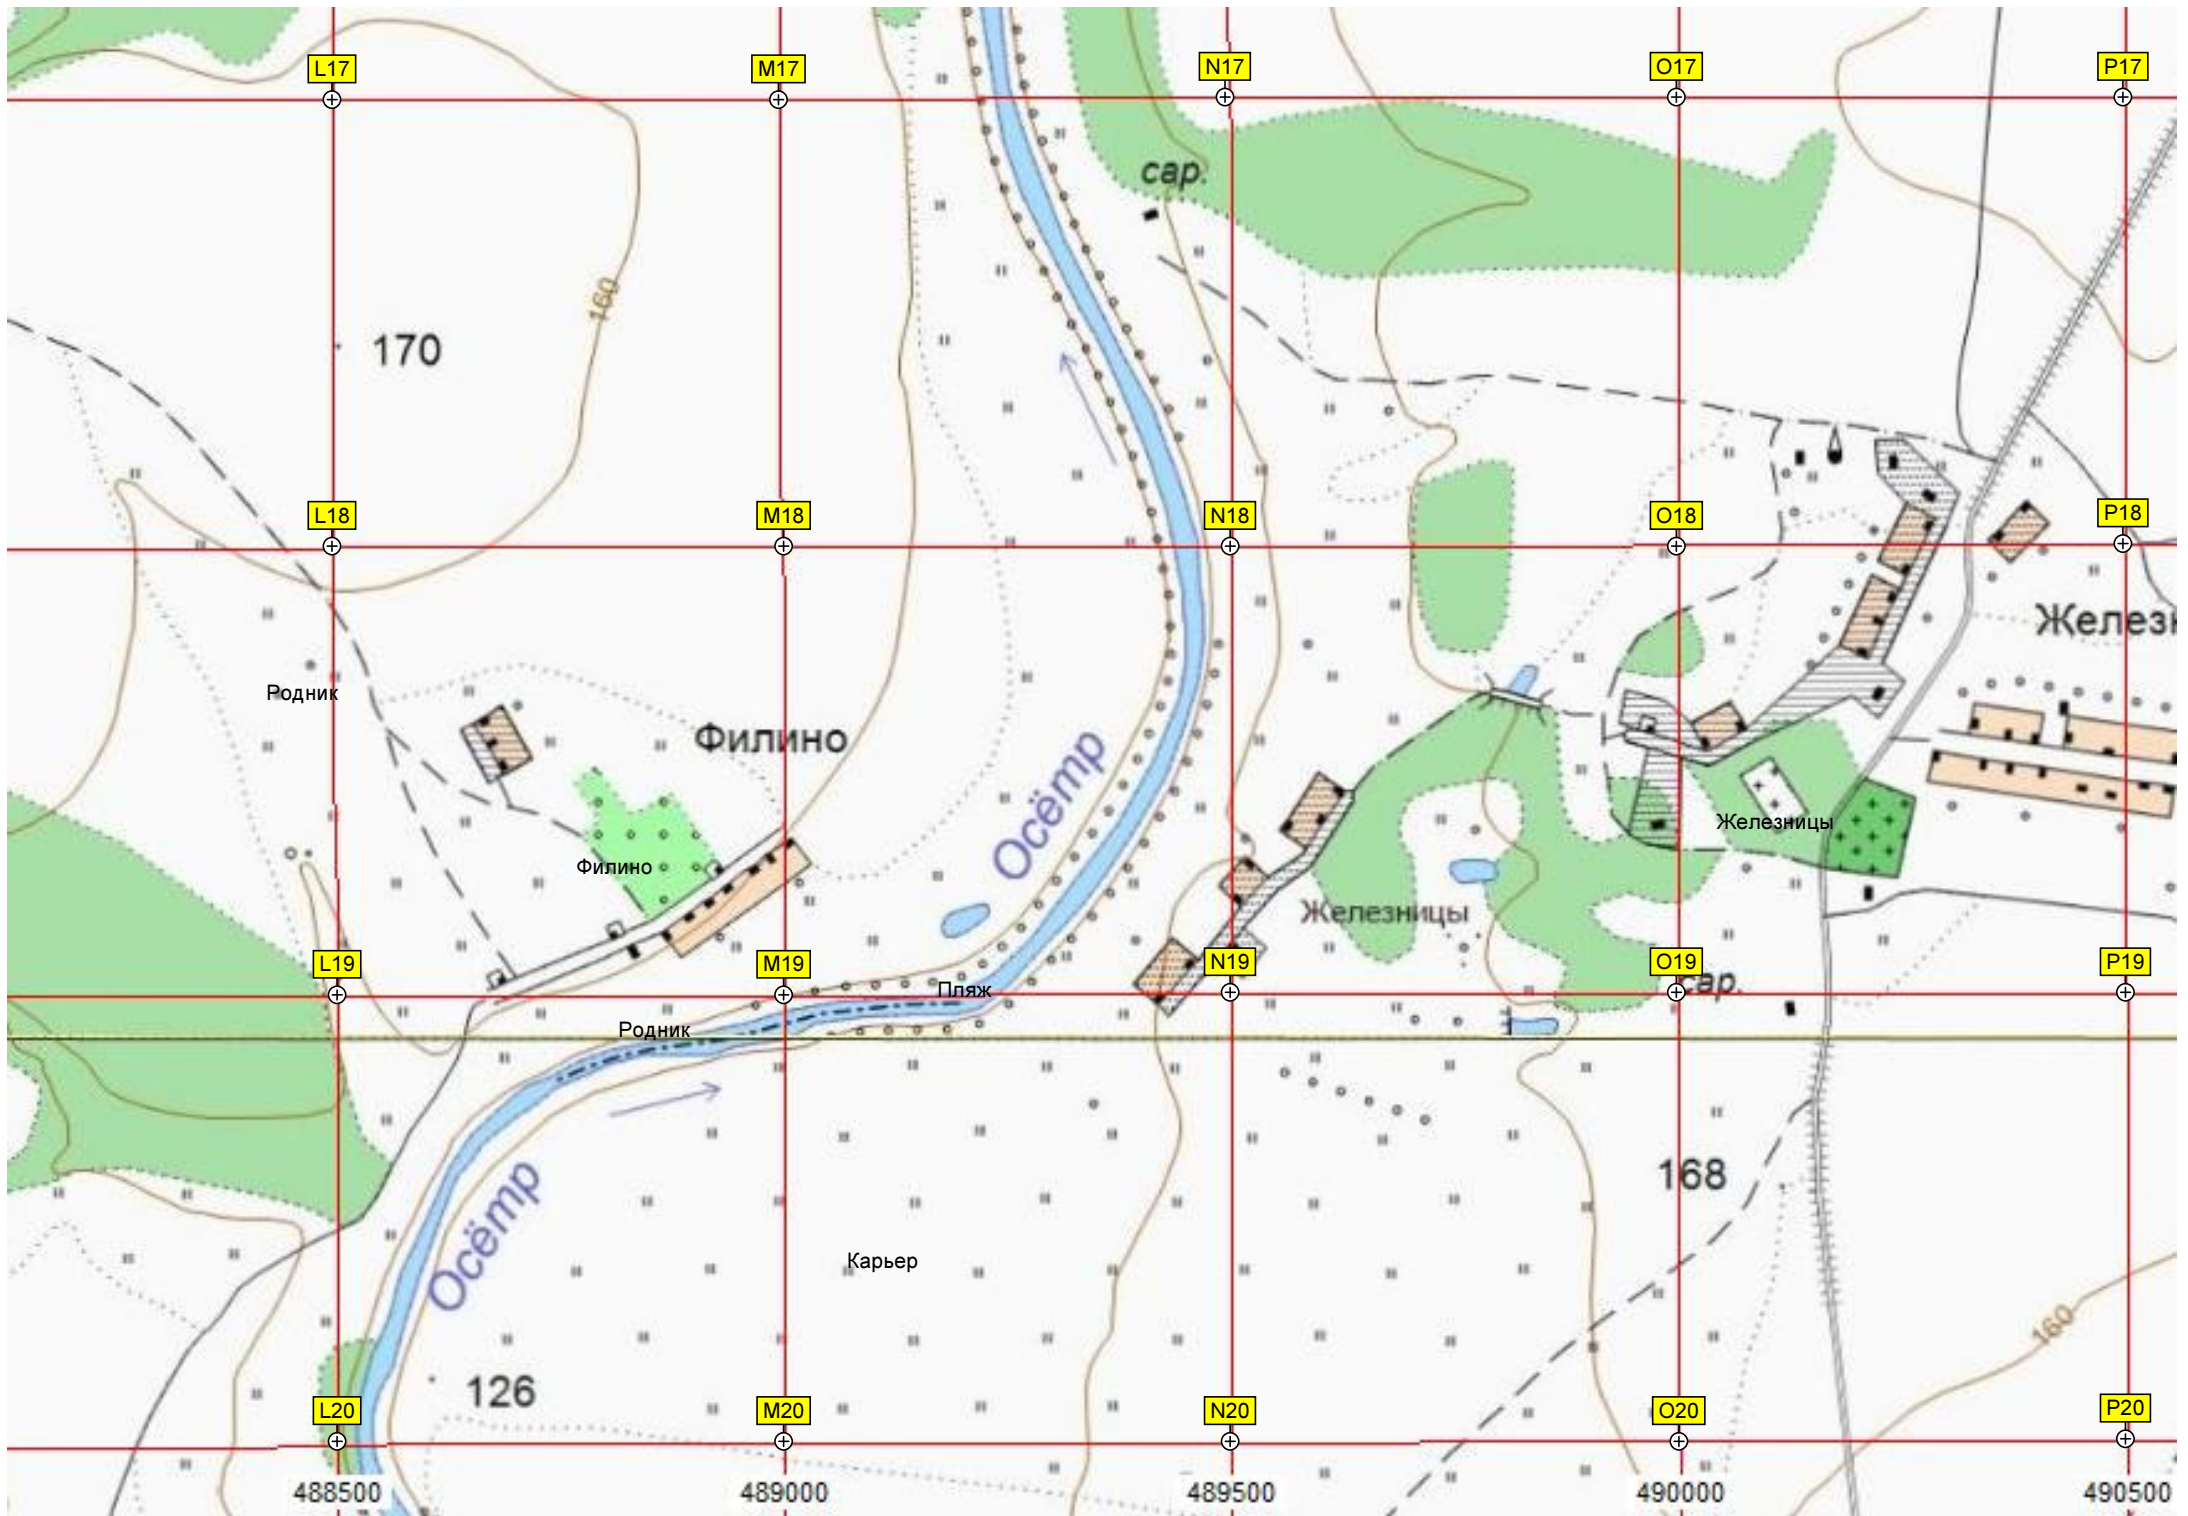 L17
M17
N17
O17
P17
сар.
160
170
L18
M18
N18
O18
P18
Родник
Филино
Осётр
Филино
Железницы
Железницы
L19
M19
N19
O19
P19
сар.
Пляж
Родник
168
Осётр
Карьер
160
126
L20
M20
N20
O20
P20
488500
489000
489500
490000
490500